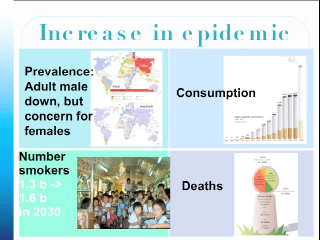 Increase in epidemic
Prevalence:
Adult male
down, but
concern for
females
Consumption
Number
smokers
1.3 b ->
1 6 b
in 2030
Deaths